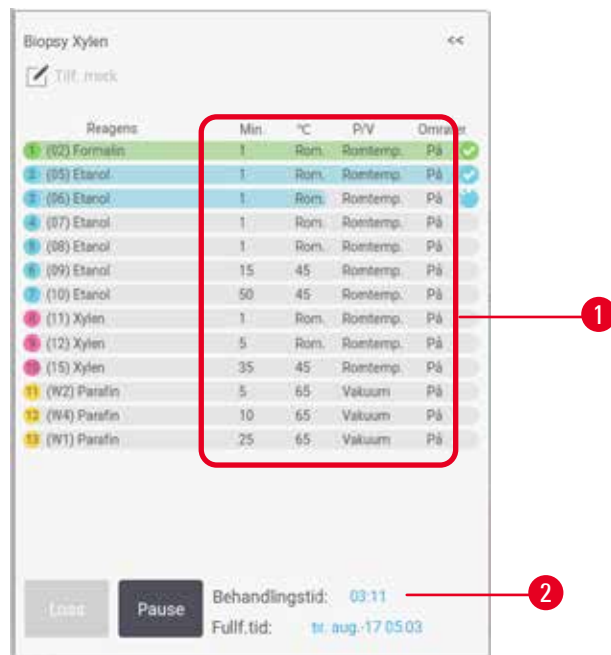 Biopsy Xylen <<
Tilf. merk.
Reagens Min. °C P/V Områrer.
1 (02) Formalin 1 Rom. Romtemp. På
2 (05) Etanol 1 Rom. Romtemp. På
3 (06) Etanol 1 Rom. Romtemp. På
4 (07) Etanol 1 Rom. Romtemp. På
5 (08) Etanol 1 Rom. Romtemp. På
6 (09) Etanol 15 45 Romtemp. På
7 (10) Etanol 50 45 Romtemp. På
8 (11) Xylen 1 Rom. Romtemp. På
9 (12) Xylen 5 Rom. Romtemp. På
10 (15) Xylen 35 45 Romtemp. På
11 (W2) Parafin 5 65 Vakuum På
12 (W4) Parafin 10 65 Vakuum På
13 (W1) Parafin 25 65 Vakuum På
1
Pause
Behandlingstid: 03:11
2
Fullf.tid: aug.-17 05:03